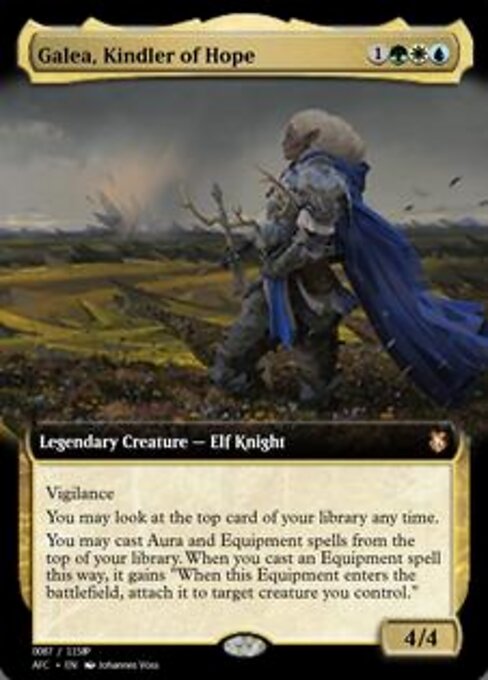 Galea, Kindler of Hope 1
Legendary Creature — Elf Knight
Vigilance
You may look at the top card of your library any time.
You may cast Aura and Equipment spells from the
top of your library. When you cast an Equipment spell
this way, it gains "When this Equipment enters the
battlefield, attach it to target creature you control."
4/4
AFC • EN Johannes Voss